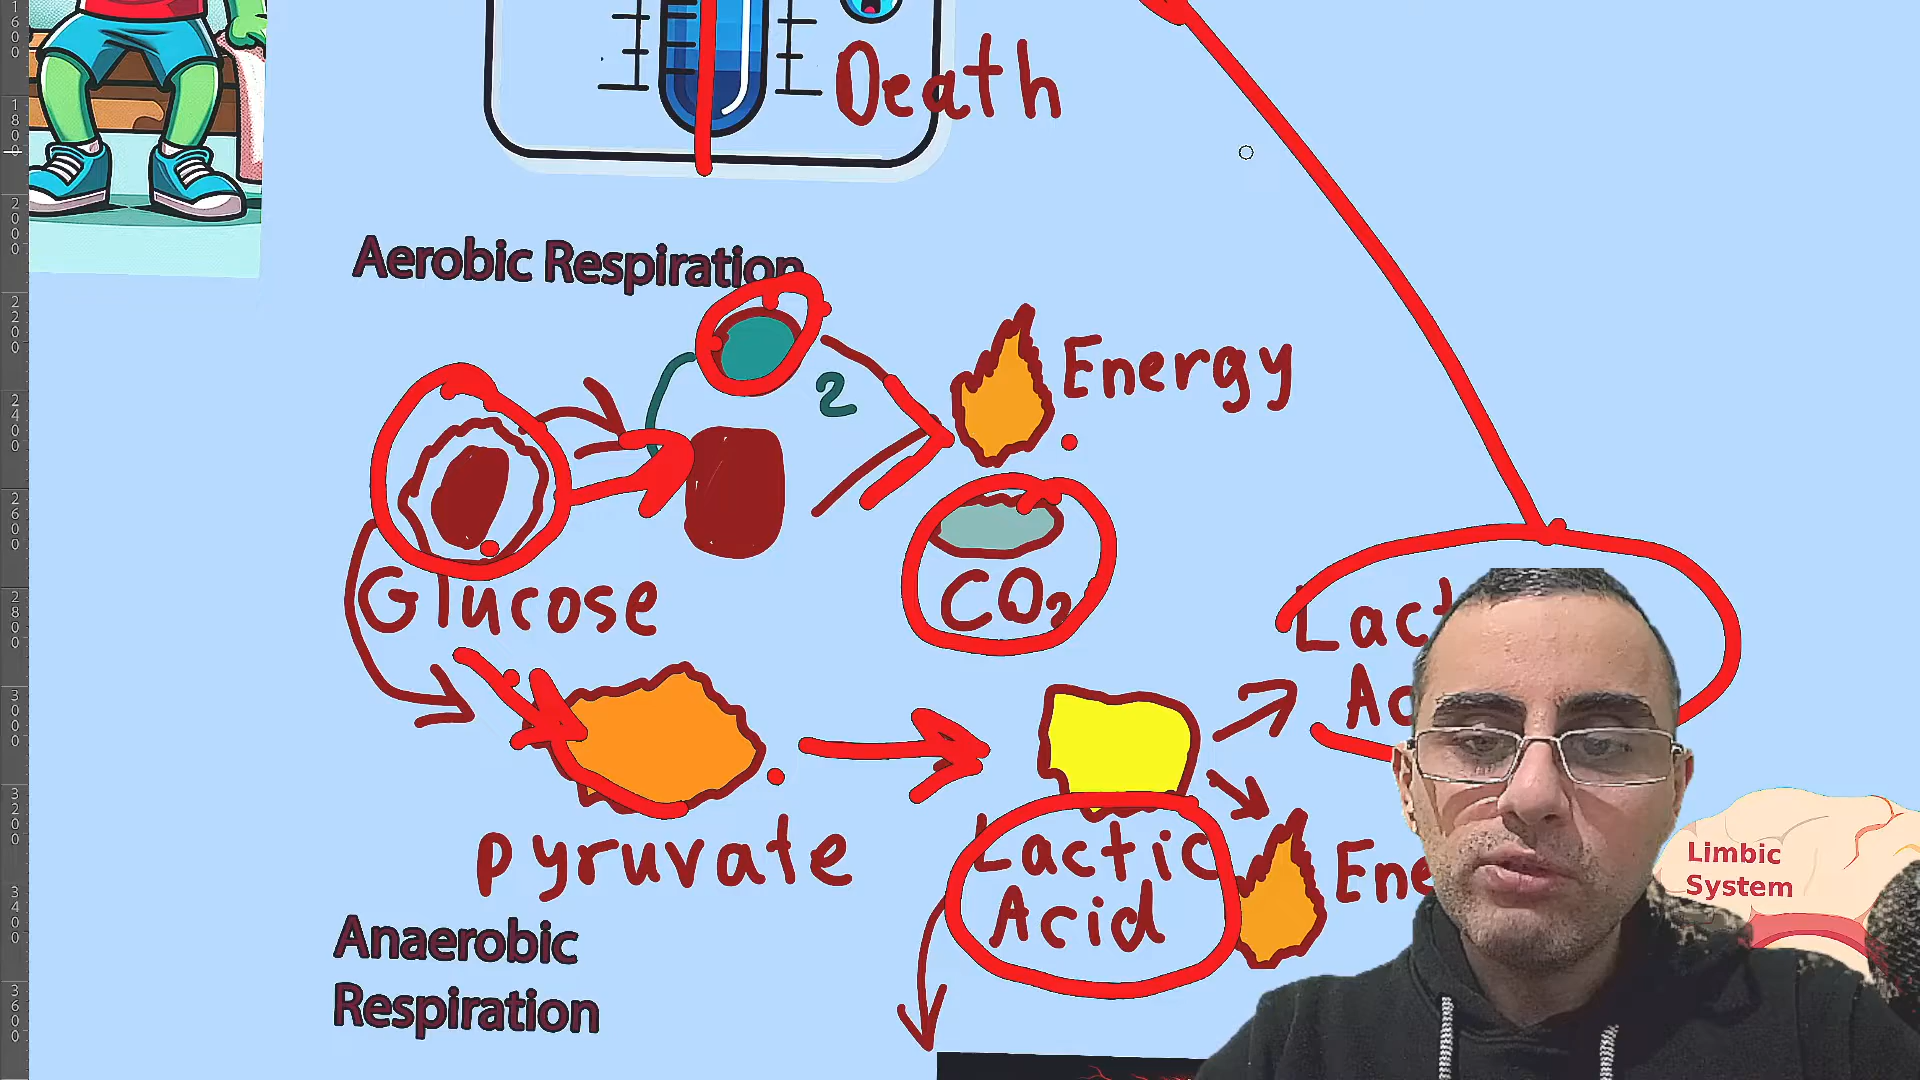 Death
Aerobic Respiration
Energy
2
Glucose
CO2
pyruvate
Lactic
Acid
Limbic
System
Anaerobic
Respiration